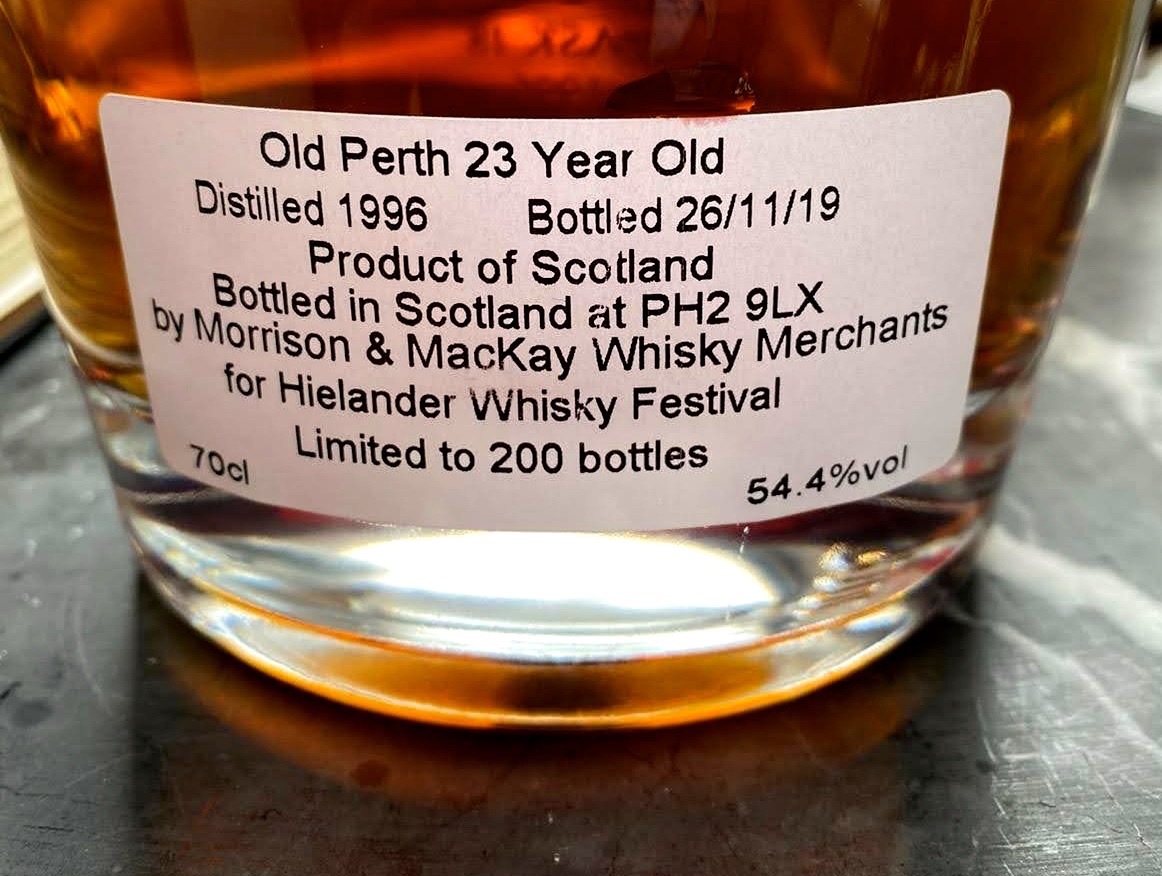 Old Perth 23 Year Old
Distilled 1996 Bottled 26/11/19
Product of Scotland
Bottled in Scotland at PH2 9LX
by Morrison & MacKay Whisky Merchants
for Hielander Whisky Festival
Limited to 200 bottles
70cl 54.4%vol